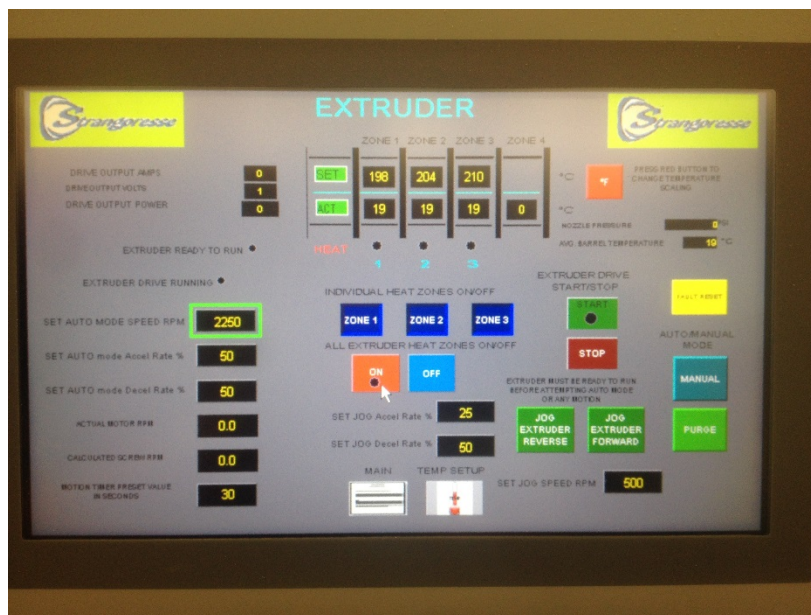 Strangpresse
EXTRUDER
Strangpresse
ZONE 1 ZONE 2 ZONE 3 ZONE 4
DRIVE OUTPUT AMPS 0
DRIVE OUTPUT VOLTS 1
DRIVE OUTPUT POWER 0
SET 198 204 210 °C
ACT 19 19 19 0 °C
°F
PRESS RED BUTTON TO
CHANGE TEMPERATURE
SCALING
NOZZLE PRESSURE 0
AVG. BARREL TEMPERATURE 19 °C
EXTRUDER READY TO RUN
HEAT
1 2 3
EXTRUDER DRIVE RUNNING
INDIVIDUAL HEAT ZONES ON/OFF
ZONE 1 ZONE 2 ZONE 3
EXTRUDER DRIVE
START/STOP
START
STOP
FAULT RESET
SET AUTO MODE SPEED RPM 2250
SET AUTO mode Accel Rate % 50
SET AUTO mode Decel Rate % 50
ACTUAL MOTOR RPM 0.0
CALCULATED SCREW RPM 0.0
MOTION TIMER PRESET VALUE
IN SECONDS 30
ALL EXTRUDER HEAT ZONES ON/OFF
ON OFF
SET JOG Accel Rate % 25
SET JOG Decel Rate % 50
MAIN TEMP SETUP
EXTRUDER MUST BE READY TO RUN
BEFORE ATTEMPTING AUTO MODE
OR ANY MOTION
JOG
EXTRUDER
REVERSE
JOG
EXTRUDER
FORWARD
SET JOG SPEED RPM 500
AUTO/MANUAL
MODE
MANUAL
PURGE